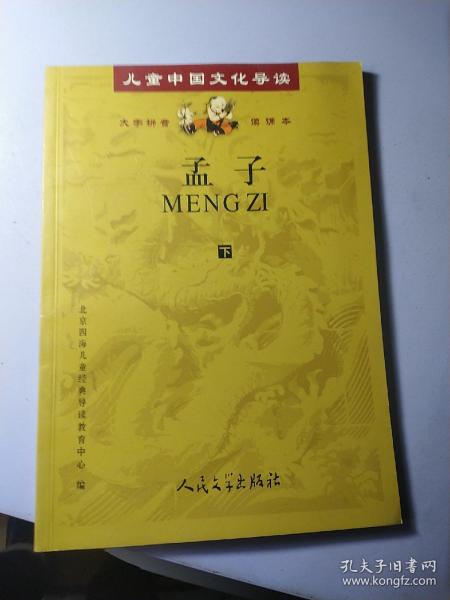 儿童中国文化导读
大字拼音 诵读本
孟子
MENGZI
下
北京四海儿童经典导读教育中心 编
人民文学出版社
孔夫子旧书网
www.kongfz.com